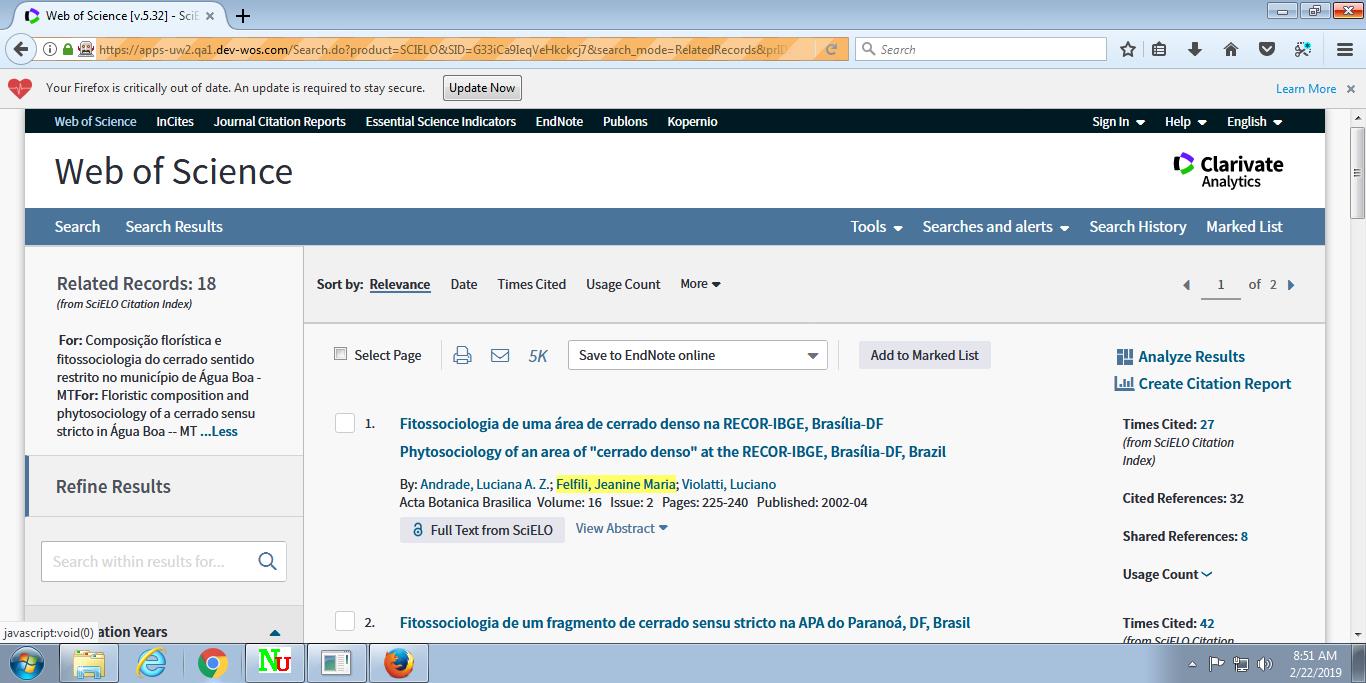 Web of Science [v.5.32] - SciE
https://apps-uw2.qa1.dev-wos.com/Search.do?product=SCIELO&SID=G33iCa9IeqVeHkckcj7&search_mode=RelatedRecords&
Search
Your Firefox is critically out of date. An update is required to stay secure.
Update Now
Learn More
Web of Science InCites Journal Citation Reports Essential Science Indicators EndNote Publons Kopernio
Sign In Help English
Web of Science
Clarivate
Analytics
Search Search Results Tools Searches and alerts Search History Marked List
Related Records: 18
(from SciELO Citation Index)
For: Composição florística e
fitossociologia do cerrado sentido
restrito no município de Água Boa -
MTFor: Floristic composition and
phytosociology of a cerrado sensu
stricto in Água Boa -- MT ...Less
Refine Results
Search within results for...
ation Years
javascript:void(0)
Sort by: Relevance Date Times Cited Usage Count More
1 of 2
Select Page
5K
Save to EndNote online
Add to Marked List
Analyze Results
Create Citation Report
1. Fitossociologia de uma área de cerrado denso na RECOR-IBGE, Brasília-DF
Phytosociology of an area of "cerrado denso" at the RECOR-IBGE, Brasília-DF, Brazil
By: Andrade, Luciana A. Z.; Felfili, Jeanine Maria; Violatti, Luciano
Acta Botanica Brasilica Volume: 16 Issue: 2 Pages: 225-240 Published: 2002-04
Full Text from SciELO View Abstract
Times Cited: 27
(from SciELO Citation
Index)
Cited References: 32
Shared References: 8
Usage Count
2. Fitossociologia de um fragmento de cerrado sensu stricto na APA do Paranoá, DF, Brasil
Times Cited: 42
(from SciELO Citation
Nu
8:51 AM
2/22/2019